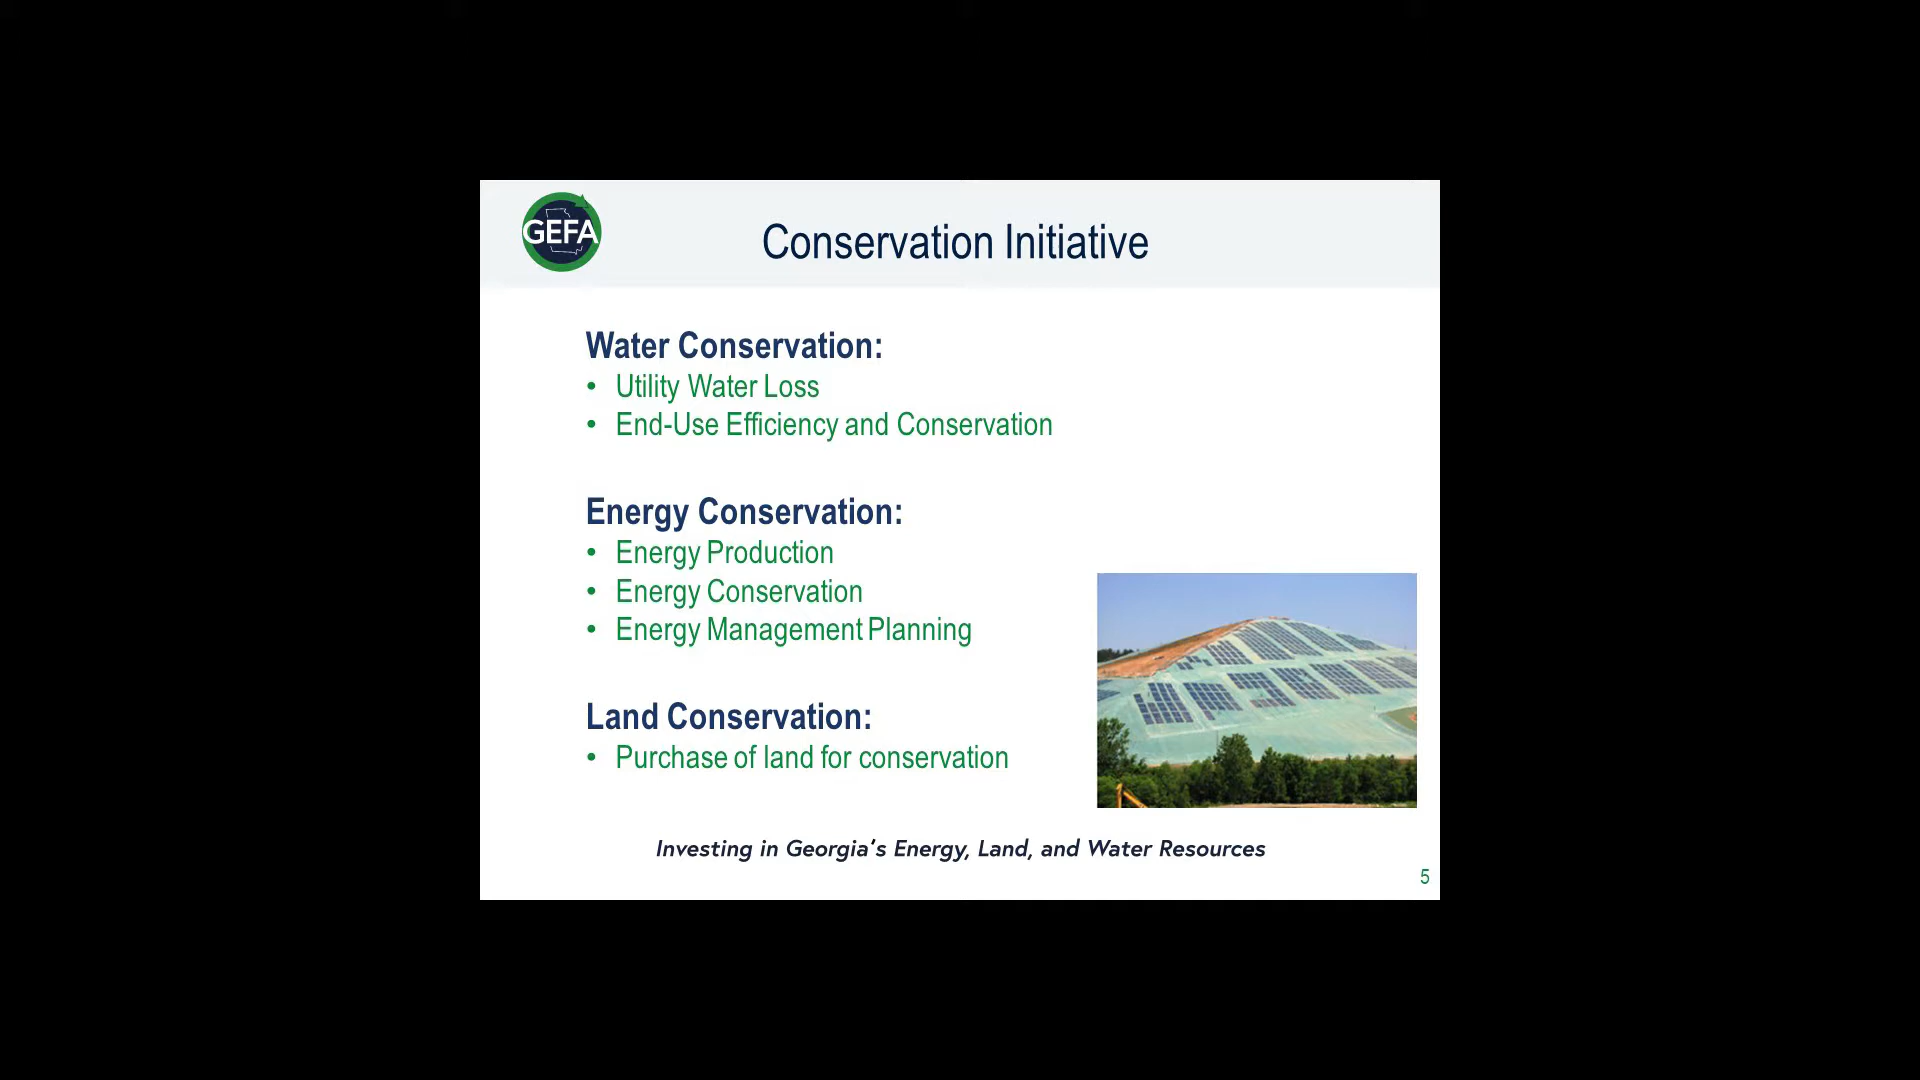 GEFA
Conservation Initiative
Water Conservation:
• Utility Water Loss
• End-Use Efficiency and Conservation
Energy Conservation:
• Energy Production
• Energy Conservation
• Energy Management Planning
Land Conservation:
• Purchase of land for conservation
Investing in Georgia's Energy, Land, and Water Resources
5